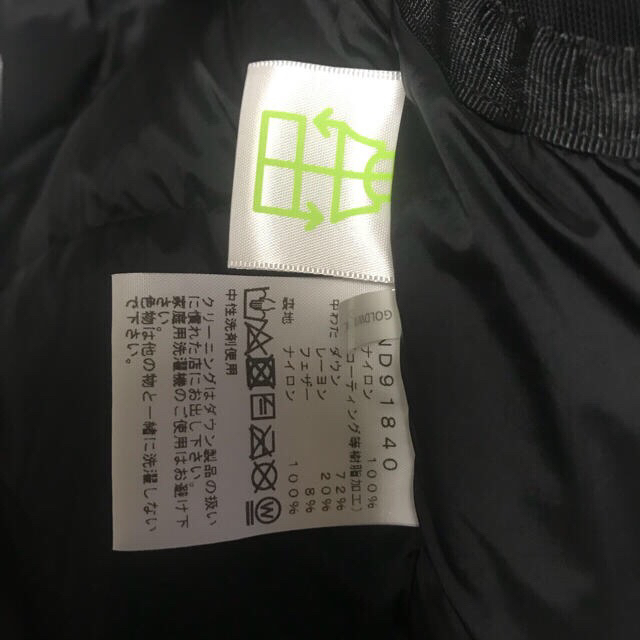 GOLDWI
ND91840
ナイロン 100%
コーティング等樹脂加工)
中わた ダウン 72%
レーヨン 20%
フェザー 8%
裏地 ナイロン 100%
中性洗剤使用
クリーニングはダウン製品の扱い
に慣れた店にお出し下さい。
家庭用洗濯機のご使用はお避け下
さい。
色物は他の物と一緒に洗濯しない
で下さい。